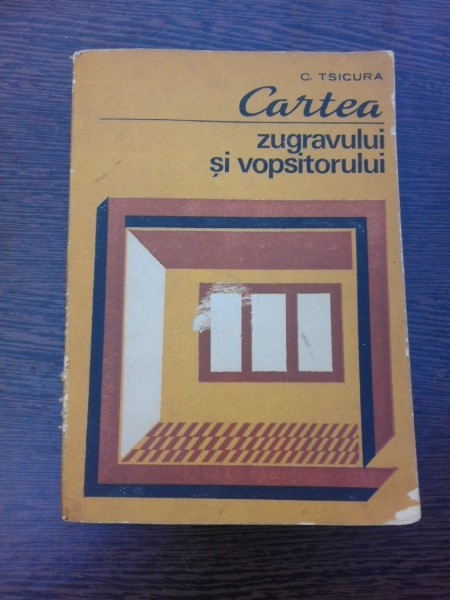 C. TSICURA
Cartea
zugravului
și vopsitorului